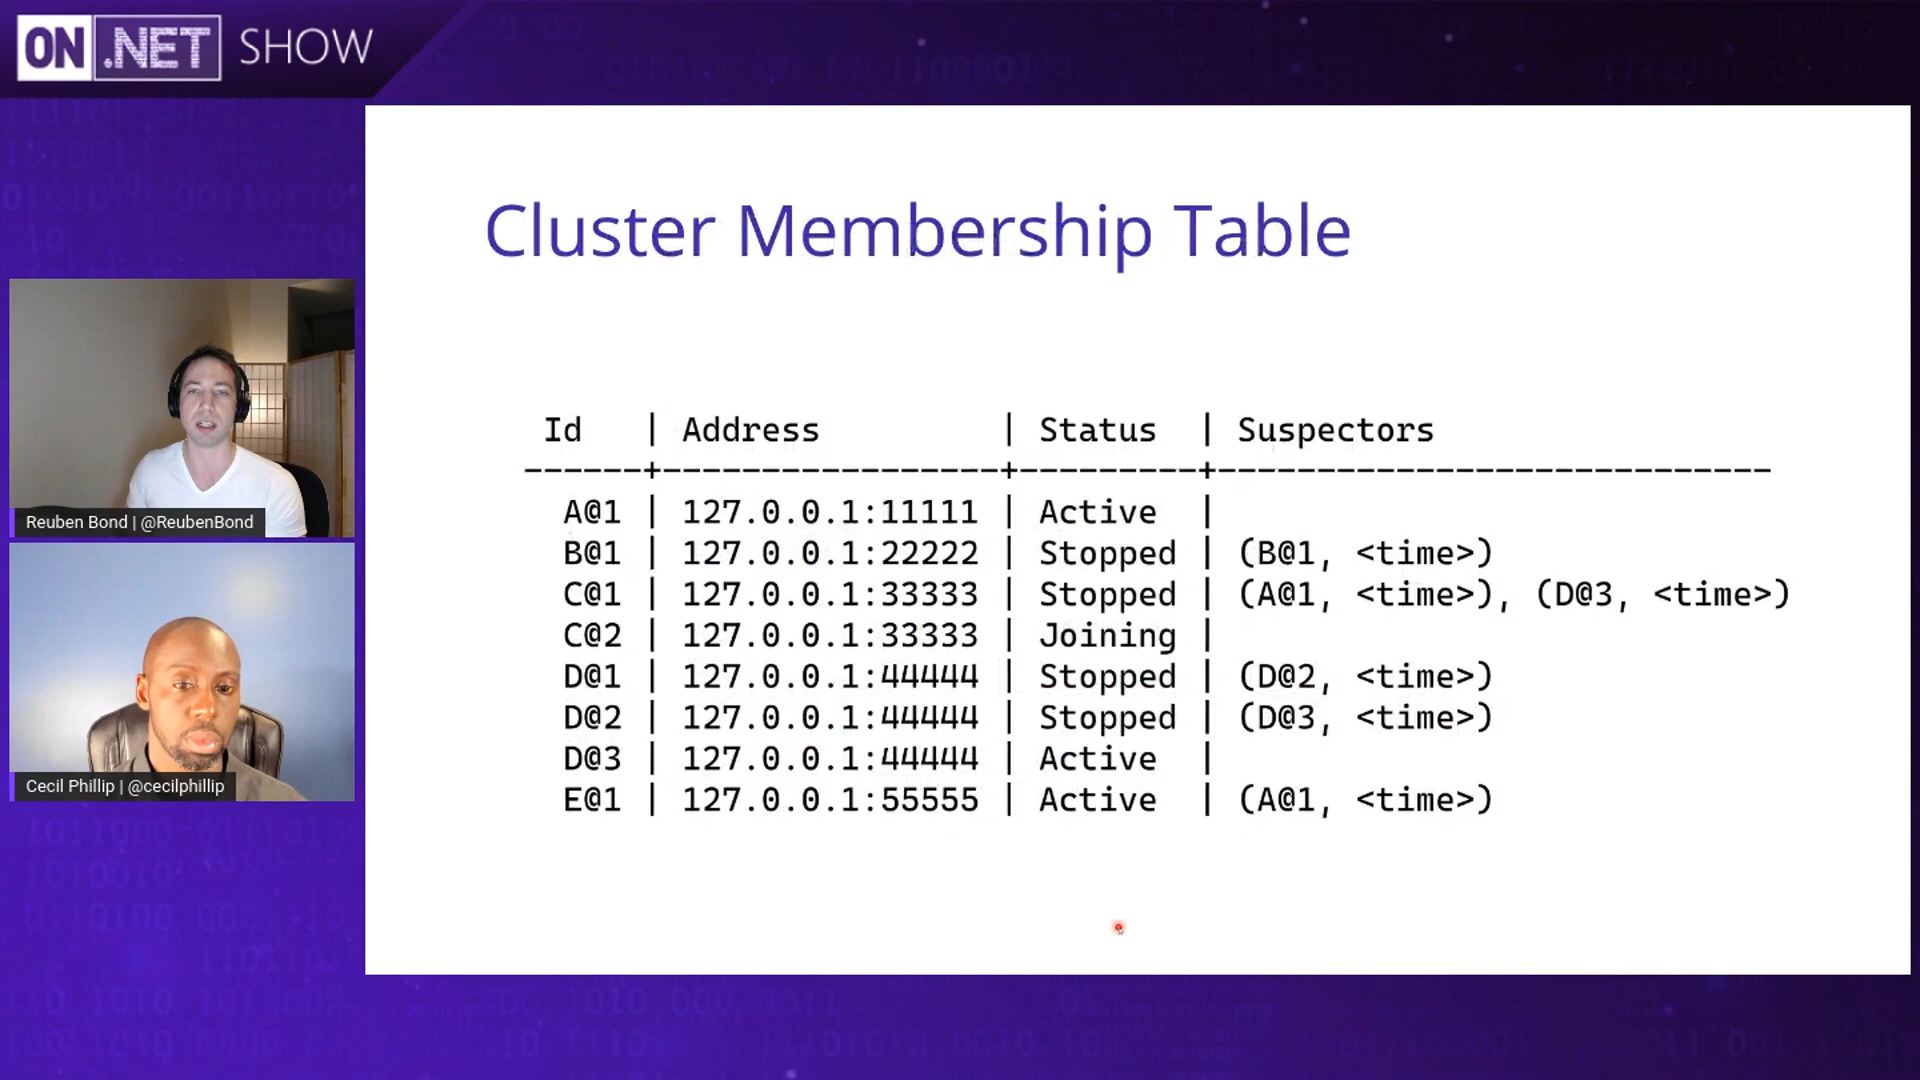 ON .NET SHOW
Cluster Membership Table
Id | Address | Status | Suspectors
------+-----------------+---------+----------------------------
A@1 | 127.0.0.1:11111 | Active |
B@1 | 127.0.0.1:22222 | Stopped | (B@1, <time>)
C@1 | 127.0.0.1:33333 | Stopped | (A@1, <time>), (D@3, <time>)
C@2 | 127.0.0.1:33333 | Joining |
D@1 | 127.0.0.1:44444 | Stopped | (D@2, <time>)
D@2 | 127.0.0.1:44444 | Stopped | (D@3, <time>)
D@3 | 127.0.0.1:44444 | Active |
E@1 | 127.0.0.1:55555 | Active | (A@1, <time>)
Reuben Bond | @ReubenBond
Cecil Phillip | @cecilphillip